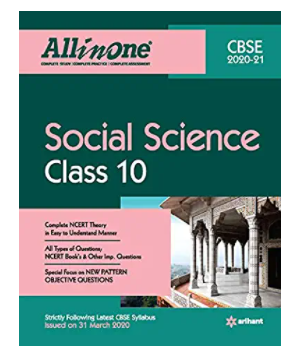 All in one
COMPLETE STUDY | COMPLETE PRACTICE | COMPLETE ASSESSMENT
CBSE
2020-21
Social Science
Class 10
Complete NCERT Theory
in Easy to Understand Manner
All Types of Questions;
NCERT Book's & Other Imp. Questions
Special Focus on NEW PATTERN
OBJECTIVE QUESTIONS
Strictly Following Latest CBSE Syllabus
Issued on 31 March 2020
arihant